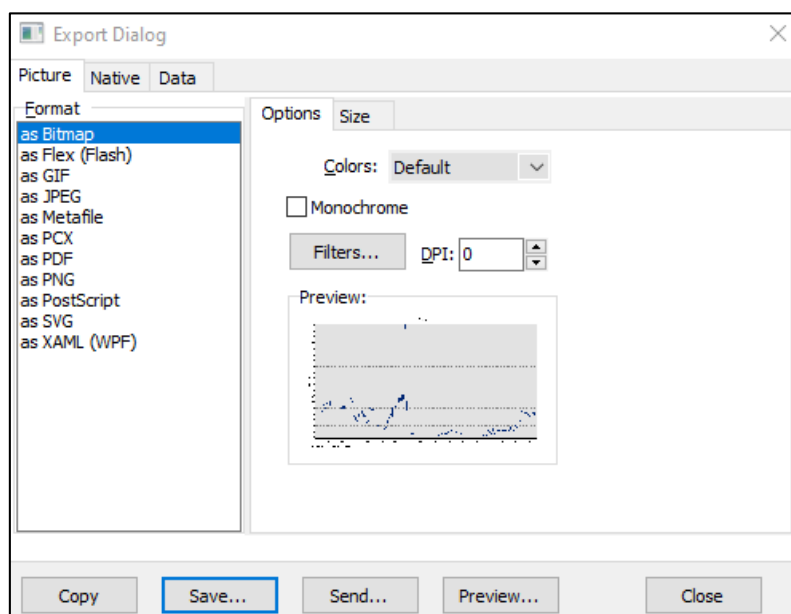 Export Dialog
Picture Native Data
Format
as Bitmap
as Flex (Flash)
as GIF
as JPEG
as Metafile
as PCX
as PDF
as PNG
as PostScript
as SVG
as XAML (WPF)
Options Size
Colors: Default
Monochrome
Filters... DPI: 0
Preview:
Copy Save... Send... Preview... Close